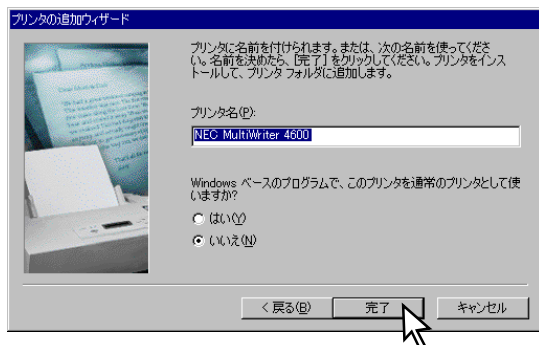 プリンタの追加ウィザード
プリンタに名前を付けられます。または、次の名前を使ってくださ
い。名前を決めたら、[完了] をクリックしてください。プリンタをインス
トールして、プリンタ フォルダに追加します。
プリンタ名(P):
NEC MultiWriter 4600
Windows ベースのプログラムで、このプリンタを通常のプリンタとして使
いますか?
はい(Y)
いいえ(N)
< 戻る(B)
完了
キャンセル